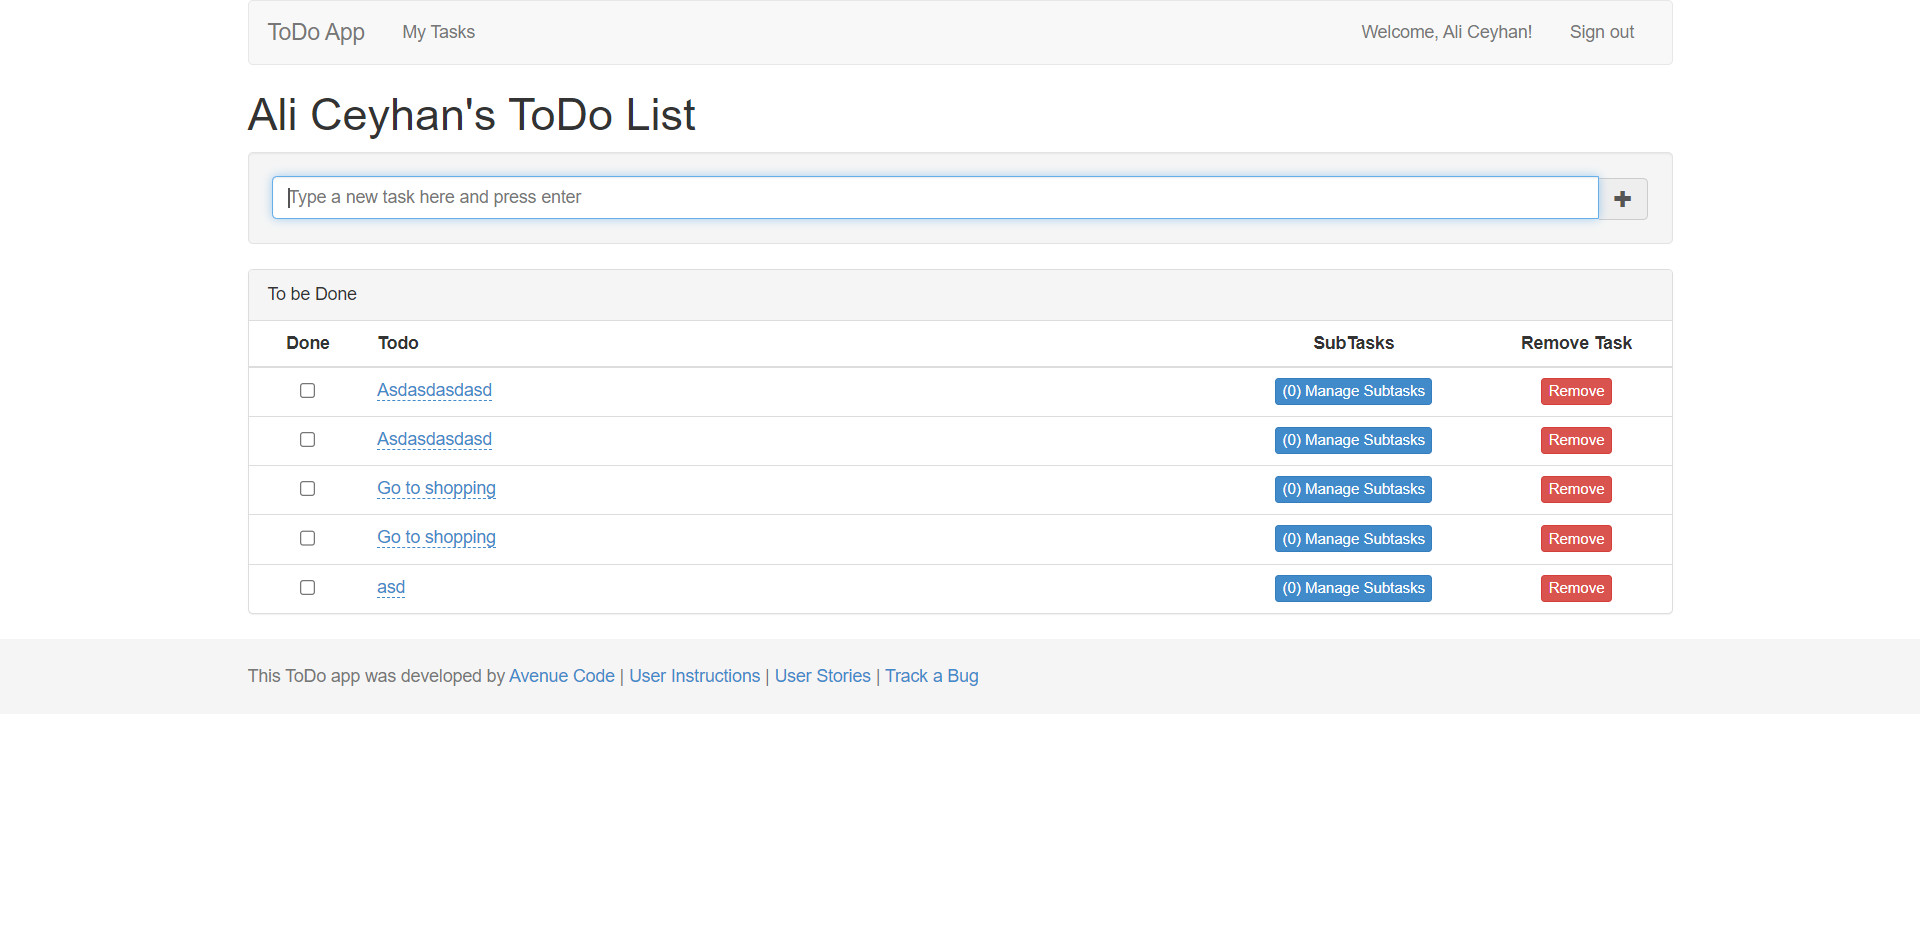 ToDo App My Tasks Welcome, Ali Ceyhan! Sign out
Ali Ceyhan's ToDo List
Type a new task here and press enter
To be Done
Done Todo SubTasks Remove Task
Asdasdasdasd (0) Manage Subtasks Remove
Asdasdasdasd (0) Manage Subtasks Remove
Go to shopping (0) Manage Subtasks Remove
Go to shopping (0) Manage Subtasks Remove
asd (0) Manage Subtasks Remove
This ToDo app was developed by Avenue Code | User Instructions | User Stories | Track a Bug